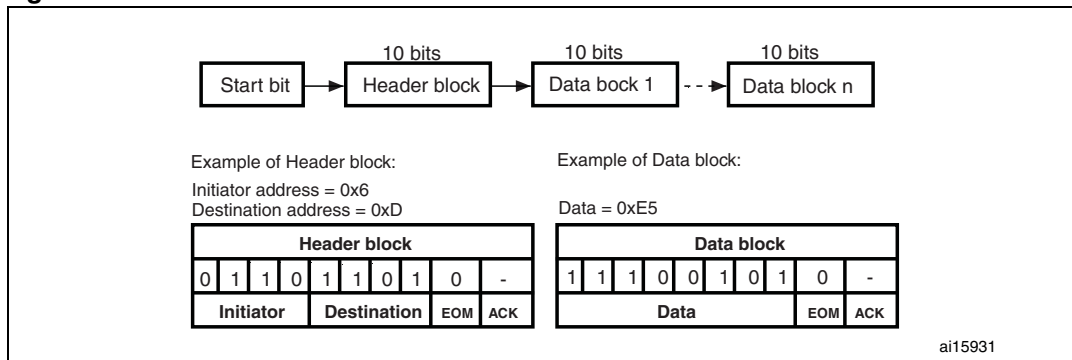 10 bits 10 bits 10 bits
Start bit Header block Data bock 1 Data block n
Example of Header block:
Initiator address = 0x6
Destination address = 0xD
Header block
0 1 1 0 1 1 0 1 0 -
Initiator Destination EOM ACK
Example of Data block:
Data = 0xE5
Data block
1 1 1 0 0 1 0 1 0 -
Data EOM ACK
ai15931